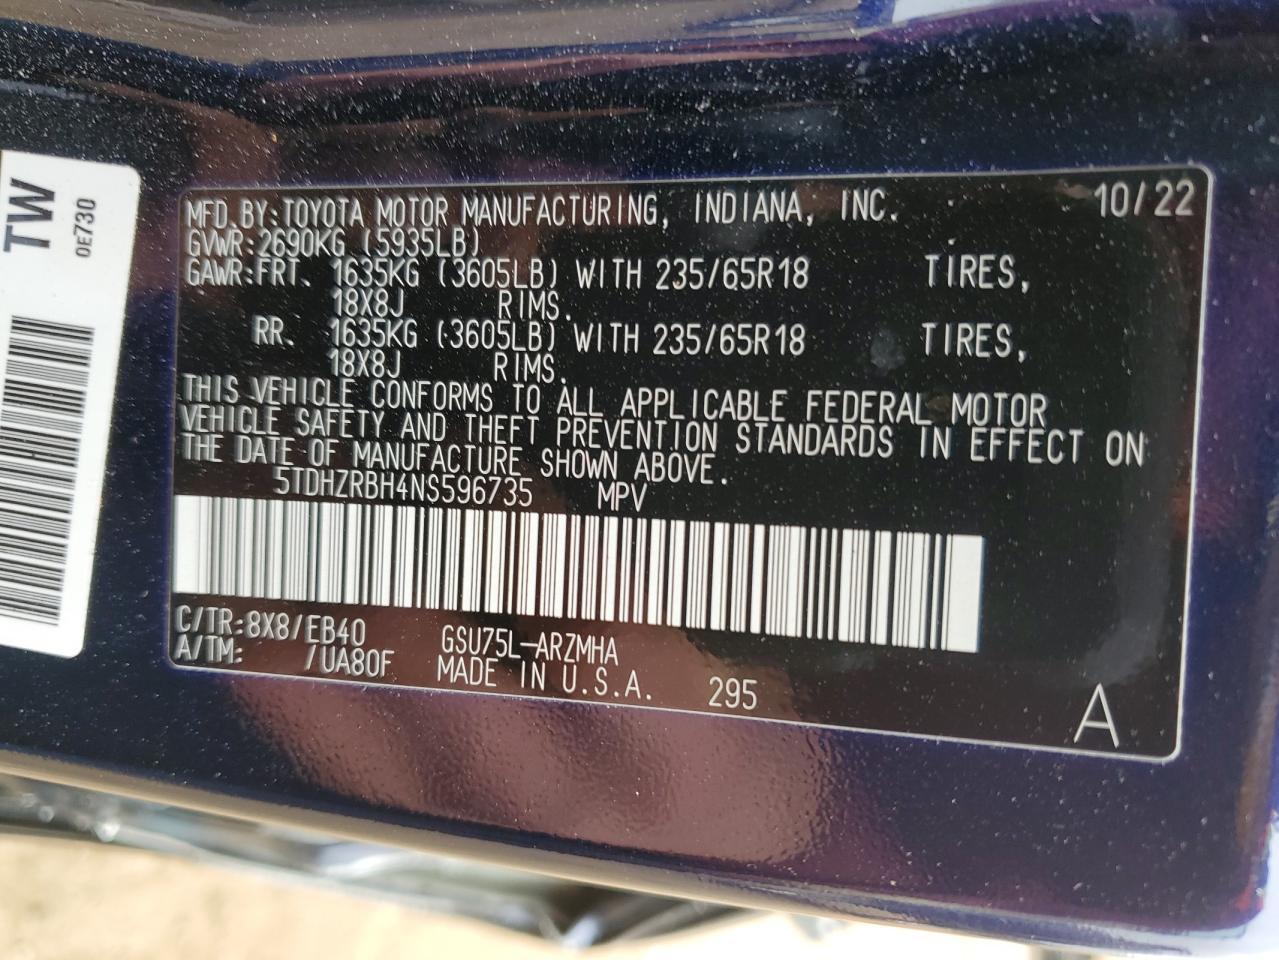 TW
0E730
MFD.BY:TOYOTA MOTOR MANUFACTURING, INDIANA, INC. 10/22
GVWR:2690KG (5935LB)
GAWR:FRT. 1635KG (3605LB) WITH 235/65R18 TIRES,
18X8J RIMS.
RR. 1635KG (3605LB) WITH 235/65R18 TIRES,
18X8J RIMS.
THIS VEHICLE CONFORMS TO ALL APPLICABLE FEDERAL MOTOR
VEHICLE SAFETY AND THEFT PREVENTION STANDARDS IN EFFECT ON
THE DATE OF MANUFACTURE SHOWN ABOVE.
5TDHZRBH4NS596735 MPV
C/TR:8X8/EB40 GSU75L-ARZMHA
A/TM: /UA80F MADE IN U.S.A. 295
A